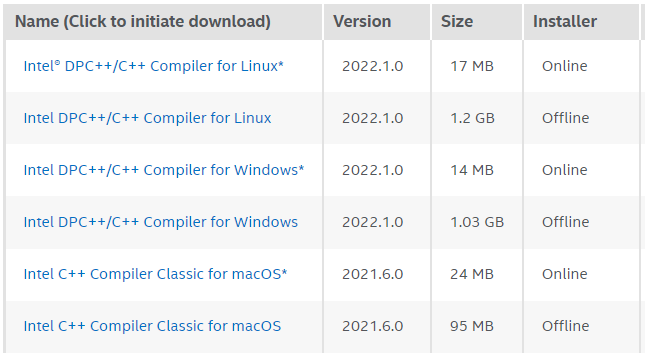 Name (Click to initiate download) Version Size Installer
Intel® DPC++/C++ Compiler for Linux* 2022.1.0 17 MB Online
Intel DPC++/C++ Compiler for Linux 2022.1.0 1.2 GB Offline
Intel DPC++/C++ Compiler for Windows* 2022.1.0 14 MB Online
Intel DPC++/C++ Compiler for Windows 2022.1.0 1.03 GB Offline
Intel C++ Compiler Classic for macOS* 2021.6.0 24 MB Online
Intel C++ Compiler Classic for macOS 2021.6.0 95 MB Offline